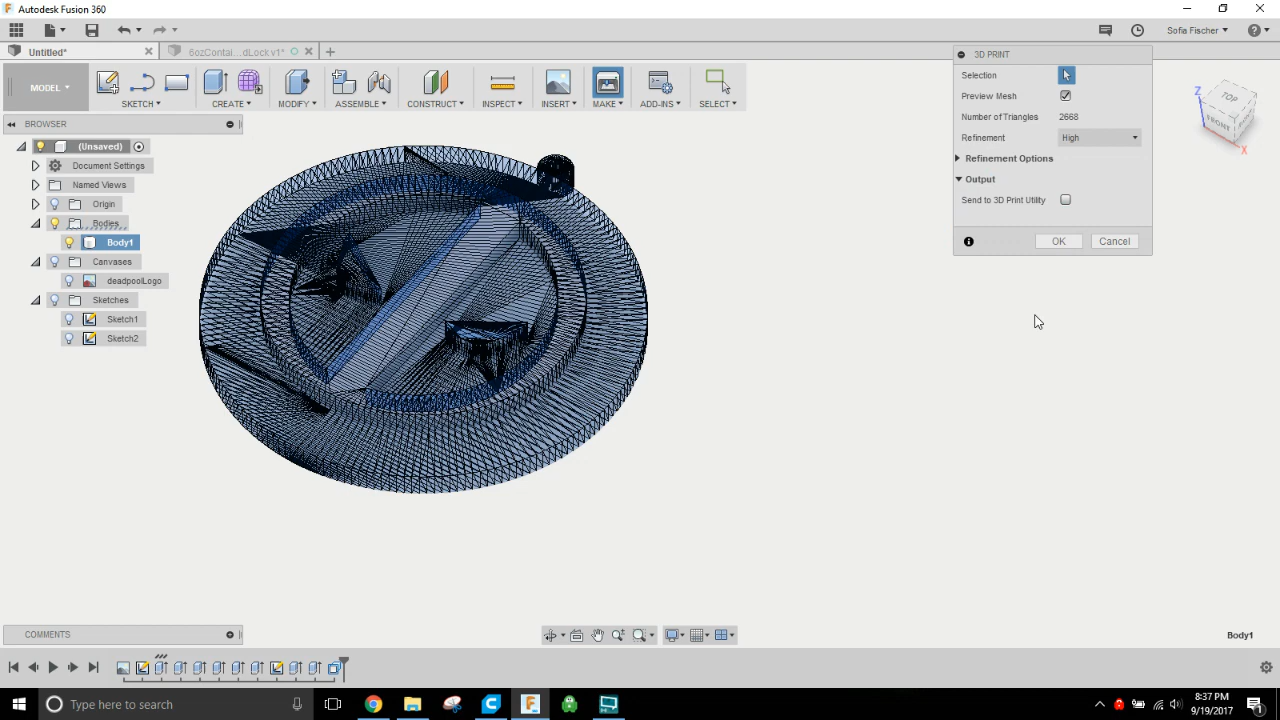 Autodesk Fusion 360
Sofia Fischer
Untitled*
6ozContai...dLock v1*
MODEL
SKETCH
CREATE
MODIFY
ASSEMBLE
CONSTRUCT
INSPECT
INSERT
MAKE
ADD-INS
SELECT
3D PRINT
Selection
Preview Mesh
Number of Triangles 2668
Refinement High
Refinement Options
Output
Send to 3D Print Utility
OK Cancel
Z TOP
FRONT
X
BROWSER
(Unsaved)
Document Settings
Named Views
Origin
Bodies
Body1
Canvases
deadpoolLogo
Sketches
Sketch1
Sketch2
COMMENTS
Body1
Type here to search
8:37 PM
9/19/2017
1